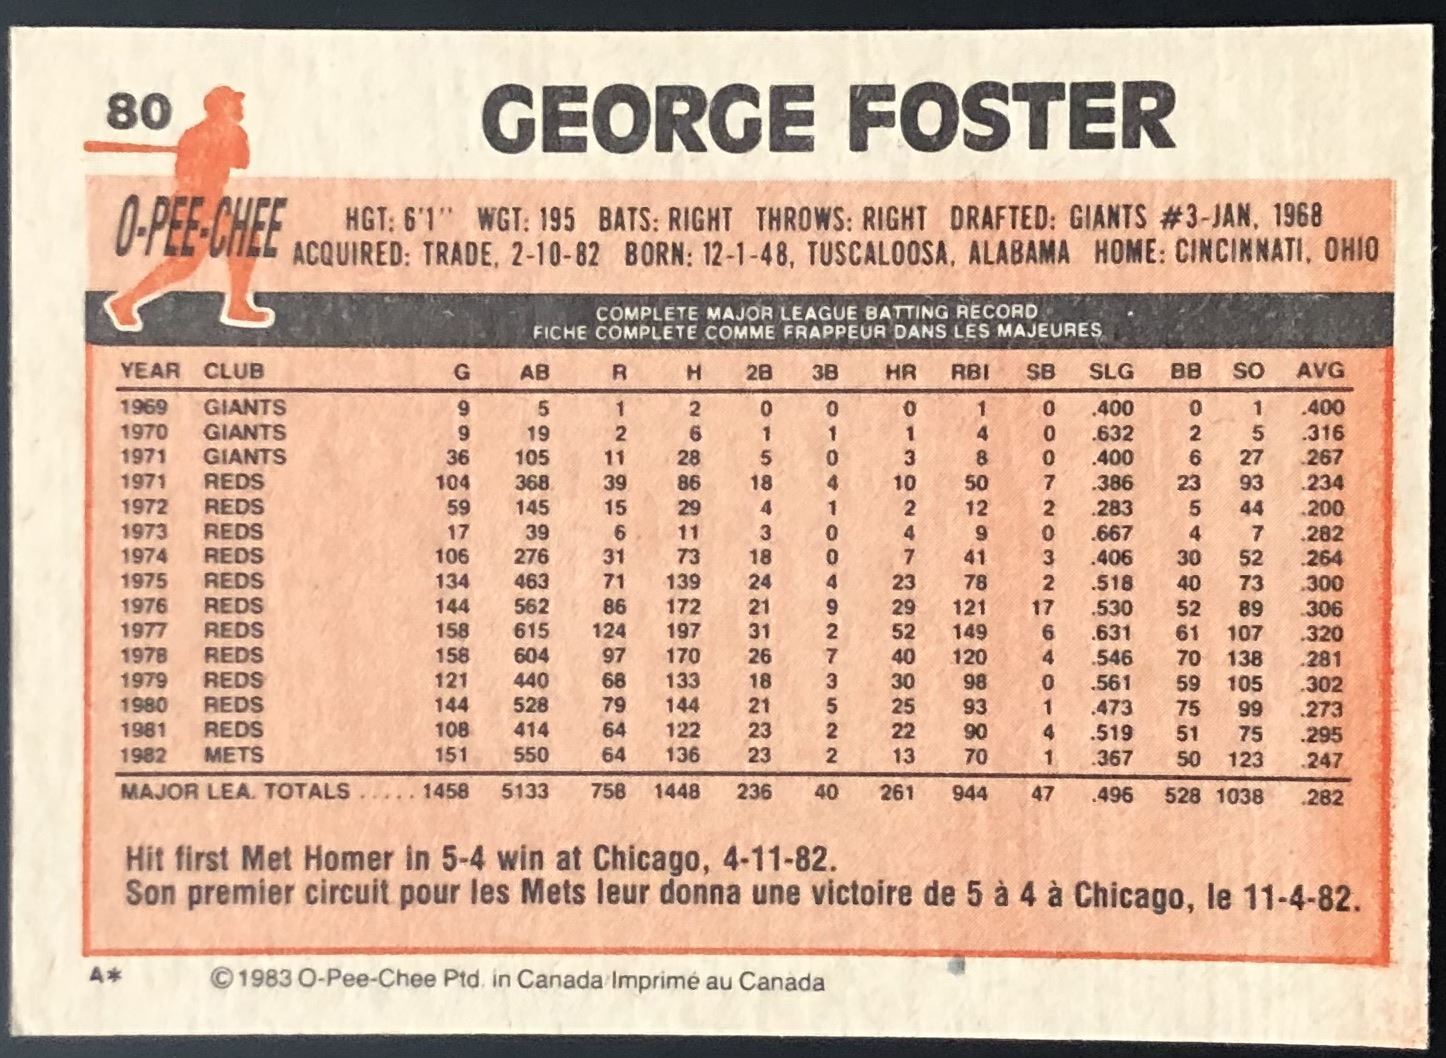 80
GEORGE FOSTER
O-PEE-CHEE
HGT: 6'1" WGT: 195 BATS: RIGHT THROWS: RIGHT DRAFTED: GIANTS #3-JAN, 1968
ACQUIRED: TRADE, 2-10-82 BORN: 12-1-48, TUSCALOOSA, ALABAMA HOME: CINCINNATI, OHIO
COMPLETE MAJOR LEAGUE BATTING RECORD
FICHE COMPLETE COMME FRAPPEUR DANS LES MAJEURES
YEAR CLUB G AB R H 2B 3B HR RBI SB SLG BB SO AVG
1969 GIANTS 9 5 1 2 0 0 0 1 0 .400 0 1 .400
1970 GIANTS 9 19 2 6 1 1 1 4 0 .632 2 5 .316
1971 GIANTS 36 105 11 28 5 0 3 8 0 .400 6 27 .267
1971 REDS 104 368 39 86 18 4 10 50 7 .386 23 93 .234
1972 REDS 59 145 15 29 4 1 2 12 2 .283 5 44 .200
1973 REDS 17 39 6 11 3 0 4 9 0 .667 4 7 .282
1974 REDS 106 276 31 73 18 0 7 41 3 .406 30 52 .264
1975 REDS 134 463 71 139 24 4 23 78 2 .518 40 73 .300
1976 REDS 144 562 86 172 21 9 29 121 17 .530 52 89 .306
1977 REDS 158 615 124 197 31 2 52 149 6 .631 61 107 .320
1978 REDS 158 604 97 170 26 7 40 120 4 .546 70 138 .281
1979 REDS 121 440 68 133 18 3 30 98 0 .561 59 105 .302
1980 REDS 144 528 79 144 21 5 25 93 1 .473 75 99 .273
1981 REDS 108 414 64 122 23 2 22 90 4 .519 51 75 .295
1982 METS 151 550 64 136 23 2 13 70 1 .367 50 123 .247
MAJOR LEA. TOTALS ..... 1458 5133 758 1448 236 40 261 944 47 .496 528 1038 .282
Hit first Met Homer in 5-4 win at Chicago, 4-11-82.
Son premier circuit pour les Mets leur donna une victoire de 5 à 4 à Chicago, le 11-4-82.
A* © 1983 O-Pee-Chee Ptd. in Canada/Imprimé au Canada